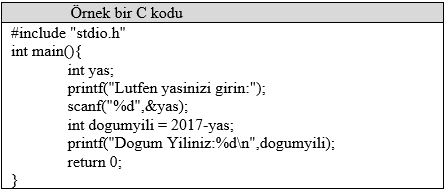 Örnek bir C kodu
#include "stdio.h"
int main(){
int yas;
printf("Lutfen yasinizi girin:");
scanf("%d",&yas);
int dogumyili = 2017-yas;
printf("Dogum Yiliniz:%d\n",dogumyili);
return 0;
}